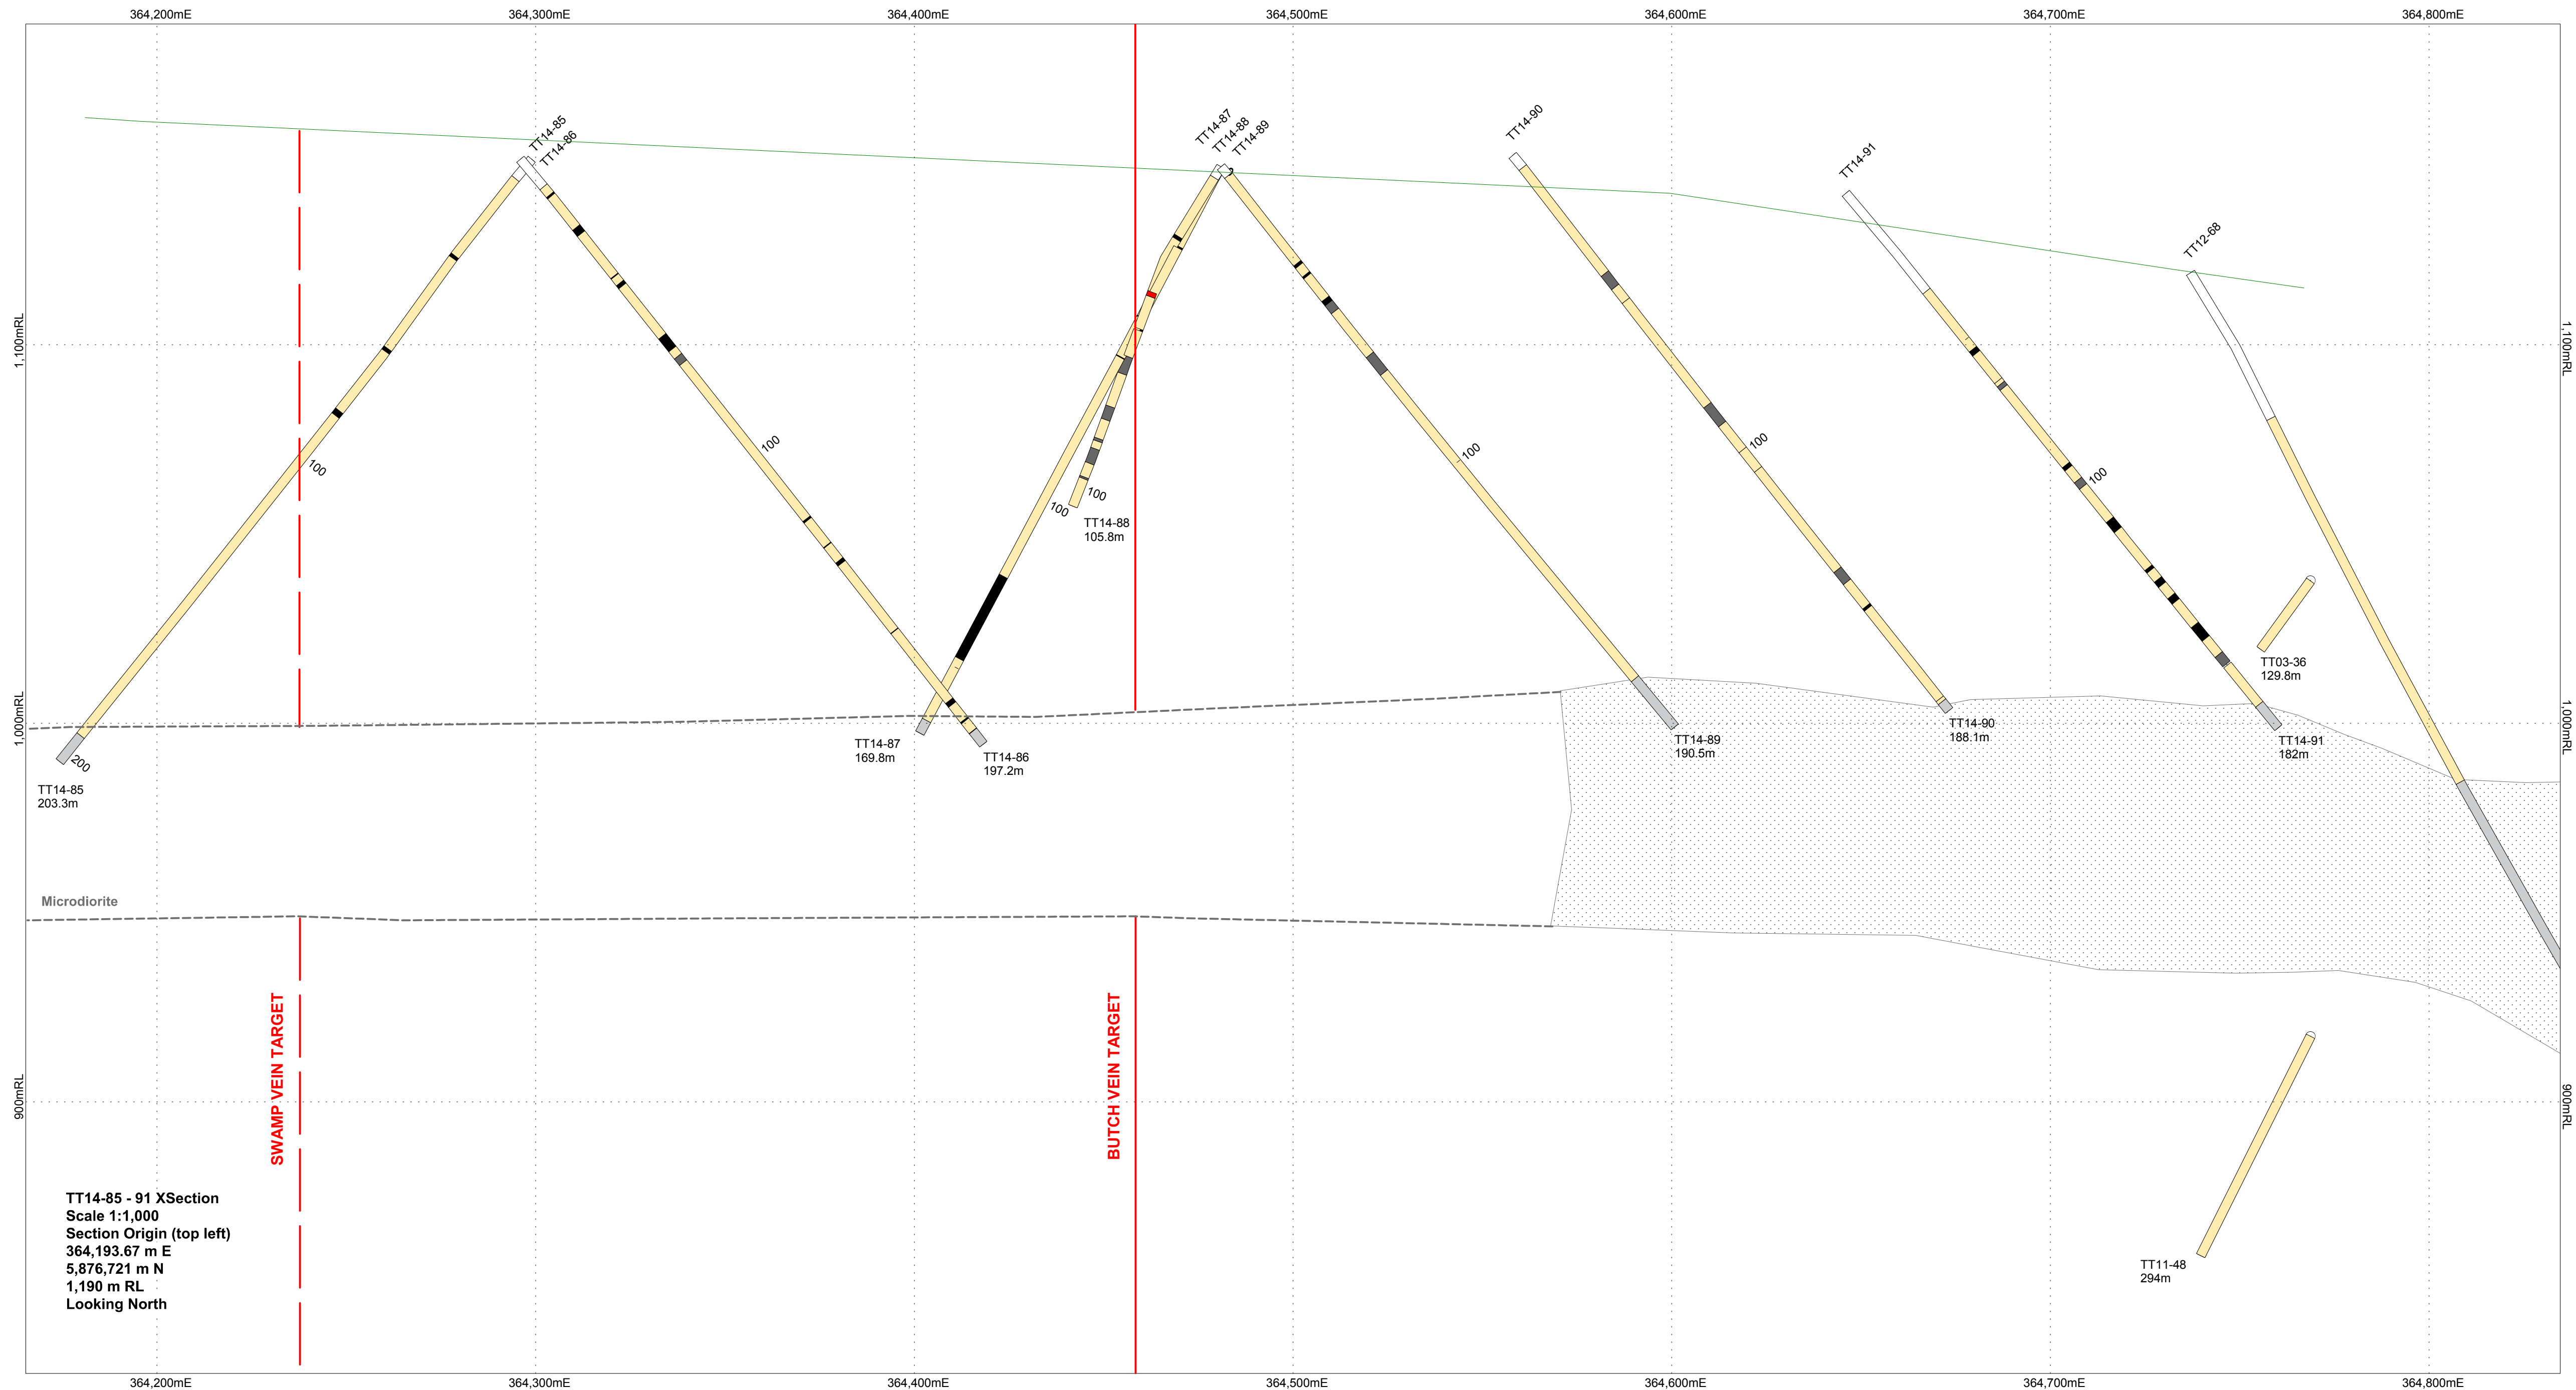 364,200mE
364,300mE
364,400mE
364,500mE
364,600mE
364,700mE
364,800mE
TT14-85
TT14-86
TT14-87
TT14-88
TT14-89
TT14-90
TT14-91
TT12-68
1,100mRL
1,100mRL
100
100
100
100
100
100
100
TT14-88
105.8m
TT03-36
129.8m
1,000mRL
1,000mRL
200
TT14-85
203.3m
TT14-87
169.8m
TT14-86
197.2m
TT14-89
190.5m
TT14-90
188.1m
TT14-91
182m
Microdiorite
SWAMP VEIN TARGET
BUTCH VEIN TARGET
900mRL
900mRL
TT14-85 - 91 XSection
Scale 1:1,000
Section Origin (top left)
364,193.67 m E
5,876,721 m N
1,190 m RL
Looking North
TT11-48
294m
364,200mE
364,300mE
364,400mE
364,500mE
364,600mE
364,700mE
364,800mE